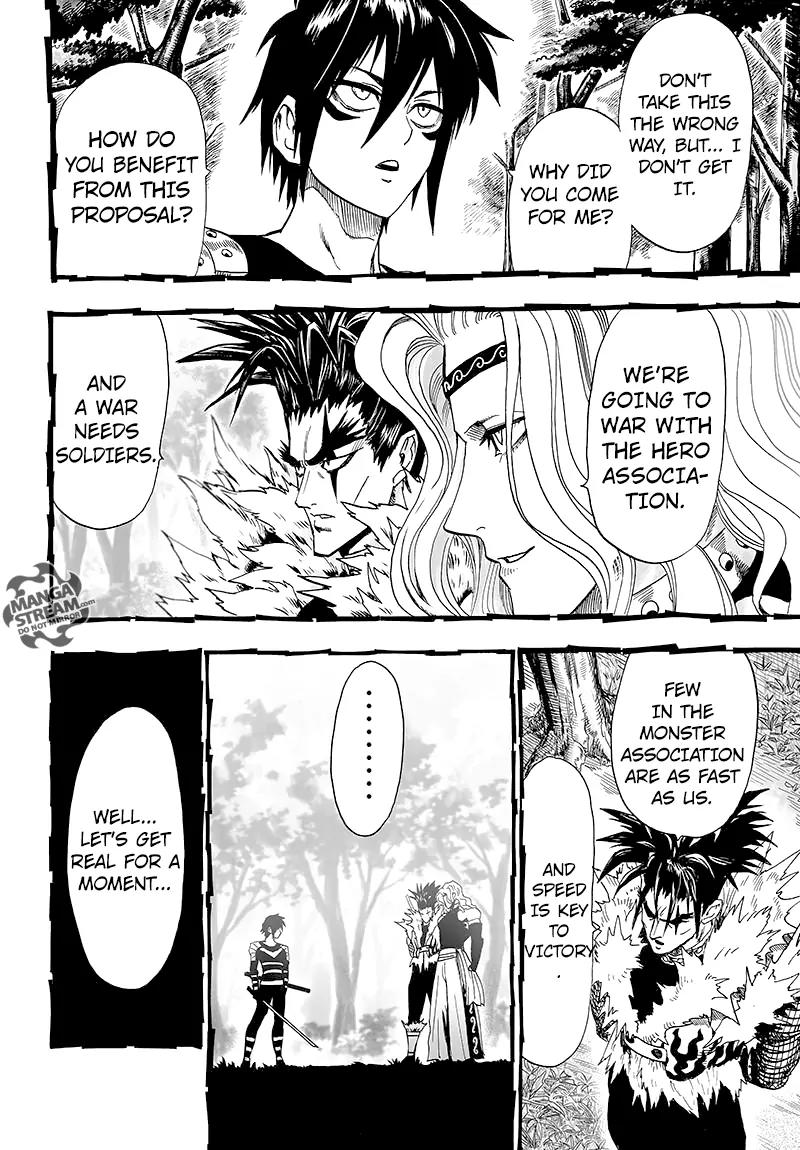 DON'T
TAKE THIS
THE WRONG
WAY, BUT... I
DON'T GET
IT.
WHY DID
YOU COME
FOR ME?
HOW DO
YOU BENEFIT
FROM THIS
PROPOSAL?
WE'RE
GOING TO
WAR WITH
THE HERO
ASSOCIA-
TION.
AND
A WAR
NEEDS
SOLDIERS.
MANGA
STREAM.COM
DO NOT MIRROR
FEW
IN THE
MONSTER
ASSOCIATION
ARE AS FAST
AS US.
AND
SPEED
IS KEY
TO
VICTORY
.
........
WELL...
LET'S GET
REAL FOR A
MOMENT...